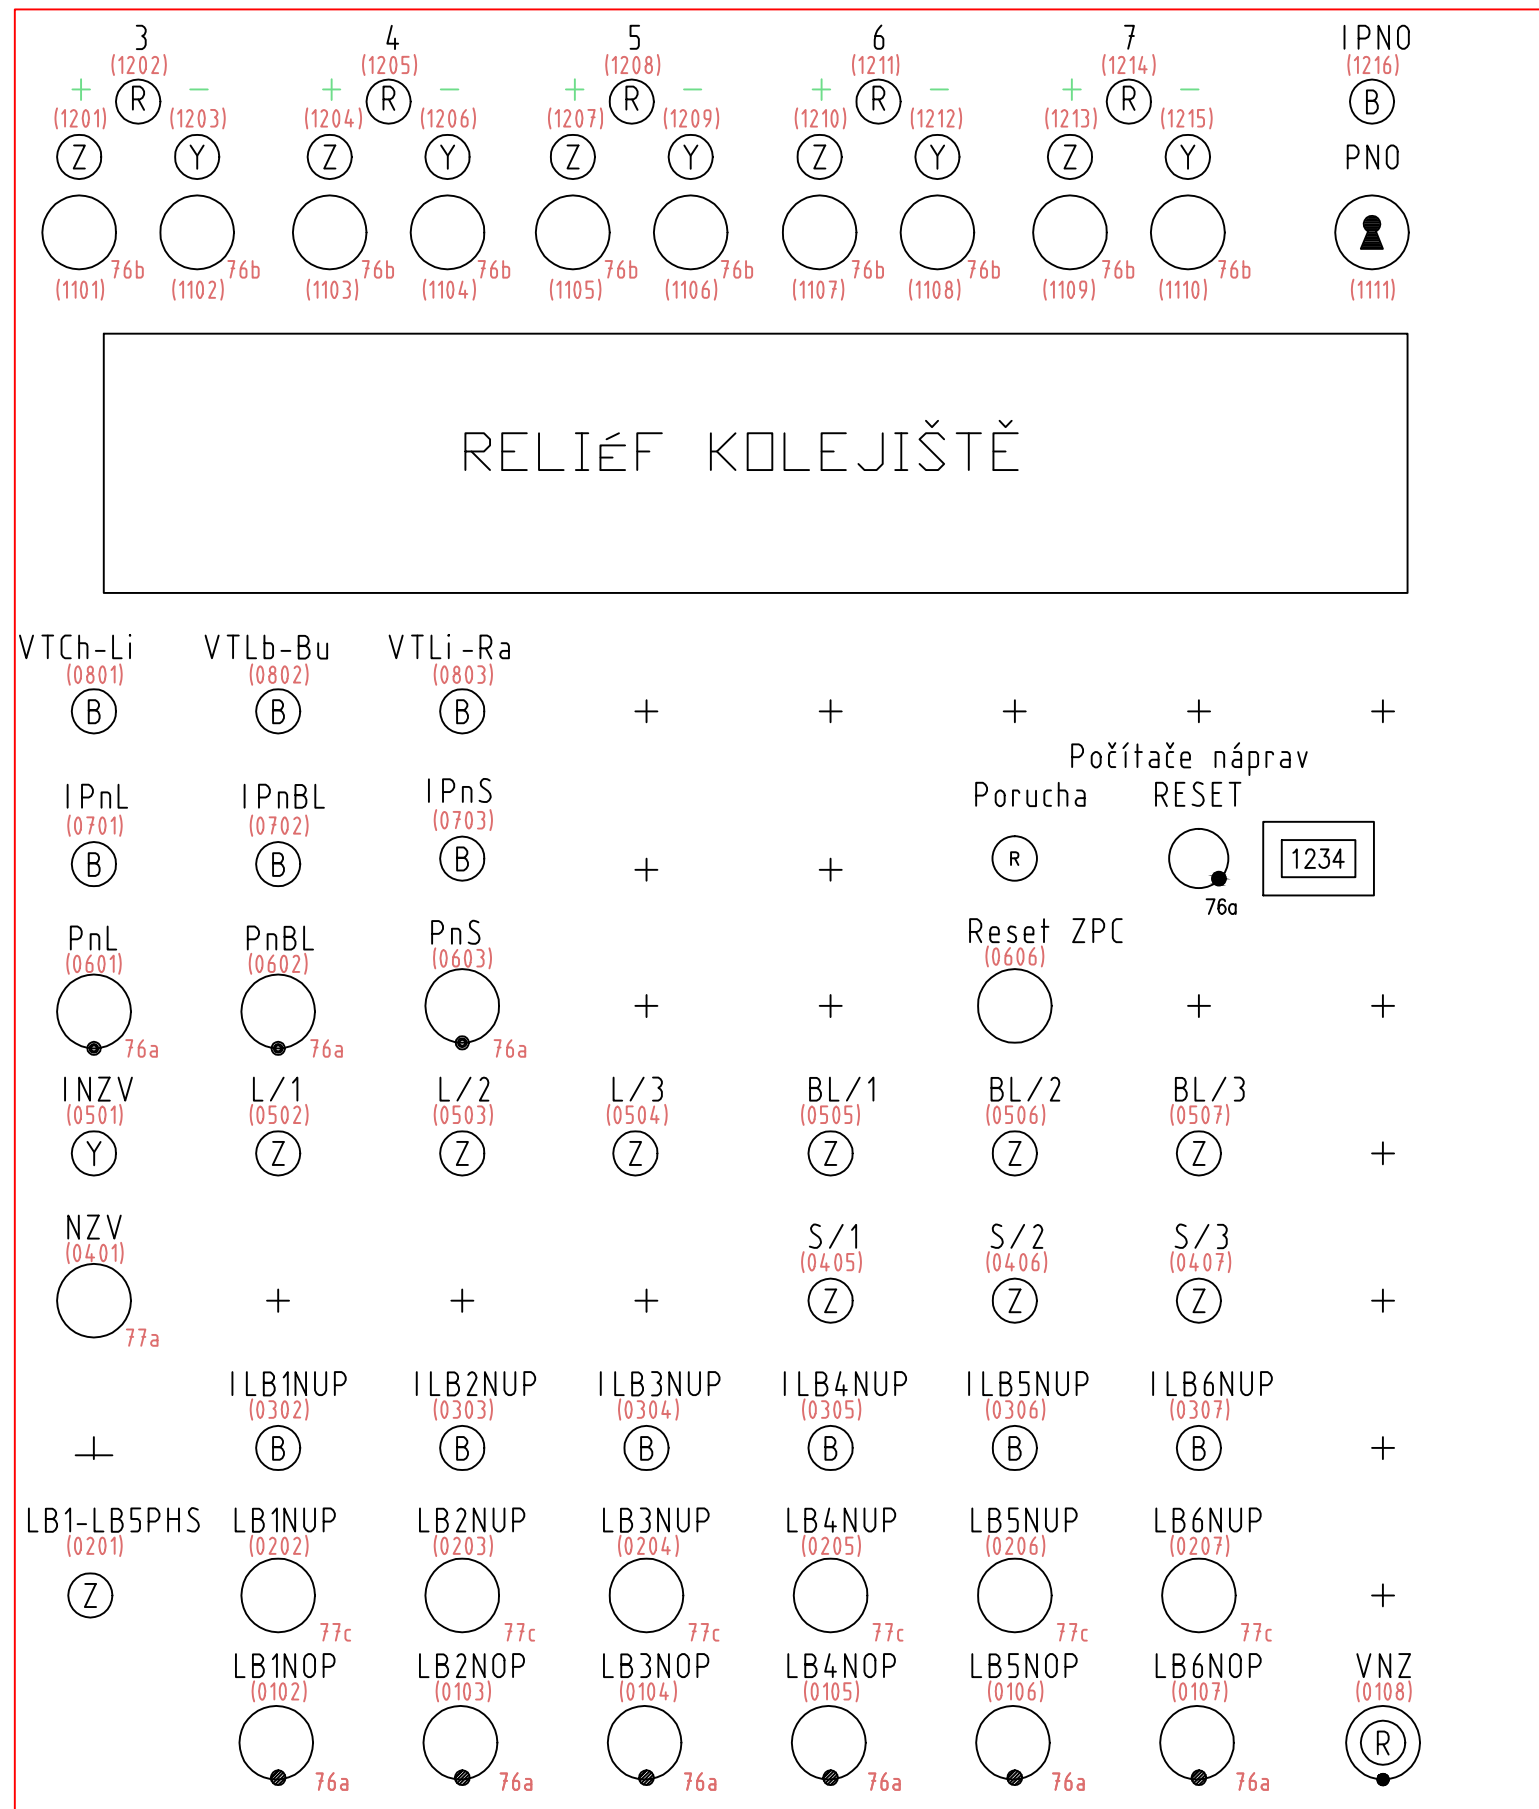 3 4 5 6 7 IPNO
(1202) (1205) (1208) (1211) (1214) (1216)
+ R − + R − + R − + R − + R − B
(1201) (1203) (1204) (1206) (1207) (1209) (1210) (1212) (1213) (1215)
Z Y Z Y Z Y Z Y Z Y PNO
76b 76b 76b 76b 76b 76b 76b 76b 76b 76b
(1101) (1102) (1103) (1104) (1105) (1106) (1107) (1108) (1109) (1110) (1111)
RELIéF KOLEJIŠTĚ
VTCh-Li VTLb-Bu VTLi-Ra
(0801) (0802) (0803)
B B B
Počítače náprav
IPnL IPnBL IPnS Porucha RESET
(0701) (0702) (0703)
B B B R 1234
76a
PnL PnBL PnS Reset ZPC
(0601) (0602) (0603) (0606)
76a 76a 76a
INZV L/1 L/2 L/3 BL/1 BL/2 BL/3
(0501) (0502) (0503) (0504) (0505) (0506) (0507)
Y Z Z Z Z Z Z
NZV S/1 S/2 S/3
(0401) (0405) (0406) (0407)
Z Z Z
77a
ILB1NUP ILB2NUP ILB3NUP ILB4NUP ILB5NUP ILB6NUP
(0302) (0303) (0304) (0305) (0306) (0307)
B B B B B B
LB1-LB5PHS LB1NUP LB2NUP LB3NUP LB4NUP LB5NUP LB6NUP
(0201) (0202) (0203) (0204) (0205) (0206) (0207)
Z
77c 77c 77c 77c 77c 77c
LB1NOP LB2NOP LB3NOP LB4NOP LB5NOP LB6NOP VNZ
(0102) (0103) (0104) (0105) (0106) (0107) (0108)
R
76a 76a 76a 76a 76a 76a